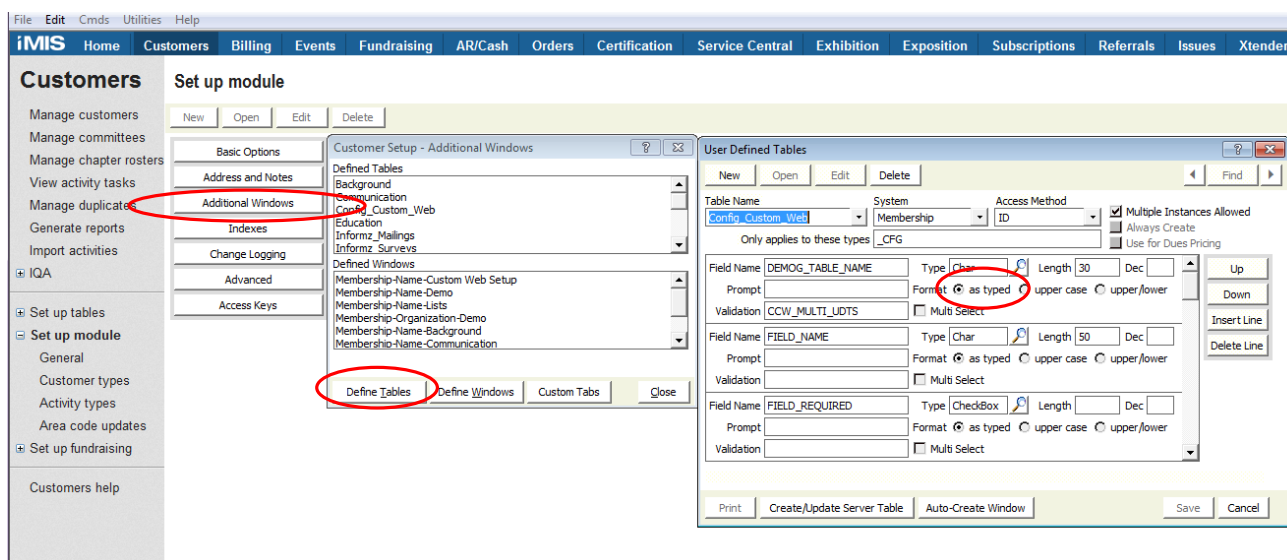 File Edit Cmds Utilities Help
iMIS Home Customers Billing Events Fundraising AR/Cash Orders Certification Service Central Exhibition Exposition Subscriptions Referrals Issues Xtender
Customers
Set up module
Manage customers
Manage committees
Manage chapter rosters
View activity tasks
Manage duplicates
Generate reports
Import activities
IQA
Set up tables
Set up module
General
Customer types
Activity types
Area code updates
Set up fundraising
Customers help
New Open Edit Delete
Basic Options
Address and Notes
Additional Windows
Indexes
Change Logging
Advanced
Access Keys
Customer Setup - Additional Windows
Defined Tables
Background
Communication
Config_Custom_Web
Education
Informz_Mailings
Informz_Surveys
Defined Windows
Membership-Name-Custom Web Setup
Membership-Name-Demo
Membership-Name-Lists
Membership-Organization-Demo
Membership-Name-Background
Membership-Name-Communication
Define Tables Define Windows Custom Tabs Close
User Defined Tables
New Open Edit Delete Find
Table Name System Access Method
Config_Custom_Web Membership ID Multiple Instances Allowed
Always Create
Only applies to these types _CFG Use for Dues Pricing
Field Name DEMOG_TABLE_NAME Type Char Length 30 Dec
Prompt Format as typed upper case upper/lower
Validation CCW_MULTI_UDTS Multi Select
Field Name FIELD_NAME Type Char Length 50 Dec
Prompt Format as typed upper case upper/lower
Validation Multi Select
Field Name FIELD_REQUIRED Type CheckBox Length Dec
Prompt Format as typed upper case upper/lower
Validation Multi Select
Up
Down
Insert Line
Delete Line
Print Create/Update Server Table Auto-Create Window Save Cancel